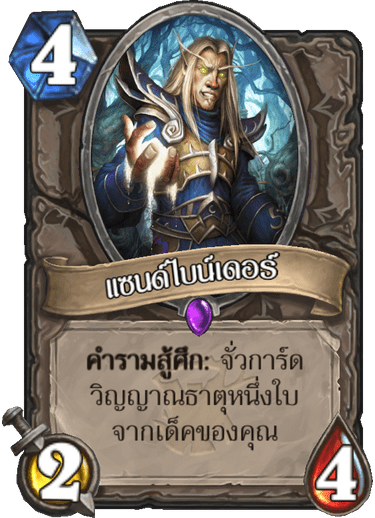 4
แซนด์ไบน์เดอร์
คำรามสู้ศึก: จั่วการ์ด
วิญญาณธาตุหนึ่งใบ
จากเด็คของคุณ
2
4